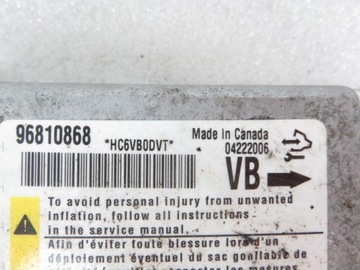 96810868
*HC6VB0DVT*
Made in Canada
04222006
VB
To avoid personal injury from unwanted
inflation, follow all instructions
in the service manual.
Afin d'éviter toute blessure lors d'un
déploiement éventuel du sac gonflable de